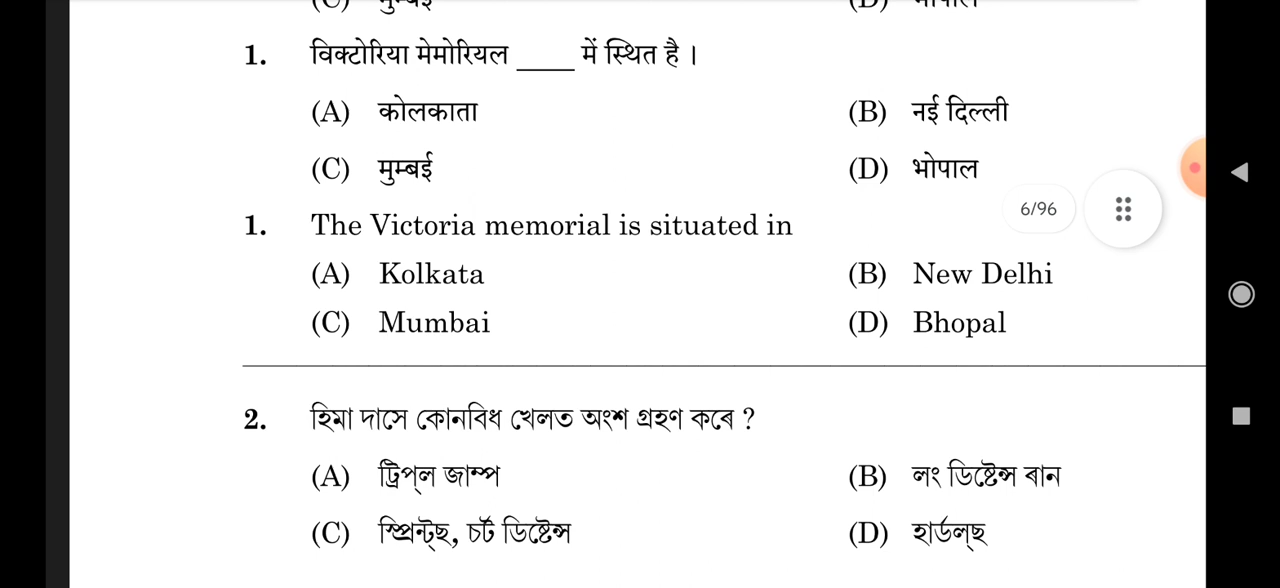 (C) मुम्बई (B) भोपाल
1. विक्टोरिया मेमोरियल ____ में स्थित है ।
(A) कोलकाता (B) नई दिल्ली
(C) मुम्बई (D) भोपाल
6/96
1. The Victoria memorial is situated in
(A) Kolkata (B) New Delhi
(C) Mumbai (D) Bhopal
2. হিমা দাসে কোনবিধ খেলত অংশ গ্ৰহণ কৰে ?
(A) ট্ৰিপ্‌ল জাম্প (B) লং ডিষ্টেন্স ৰান
(C) স্প্ৰিন্ট্‌ছ, চৰ্ট ডিষ্টেন্স (D) হাৰ্ডল্‌ছ